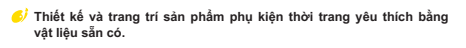 Thiết kế và trang trí sản phẩm phụ kiện thời trang yêu thích bằng
vật liệu sẵn có.